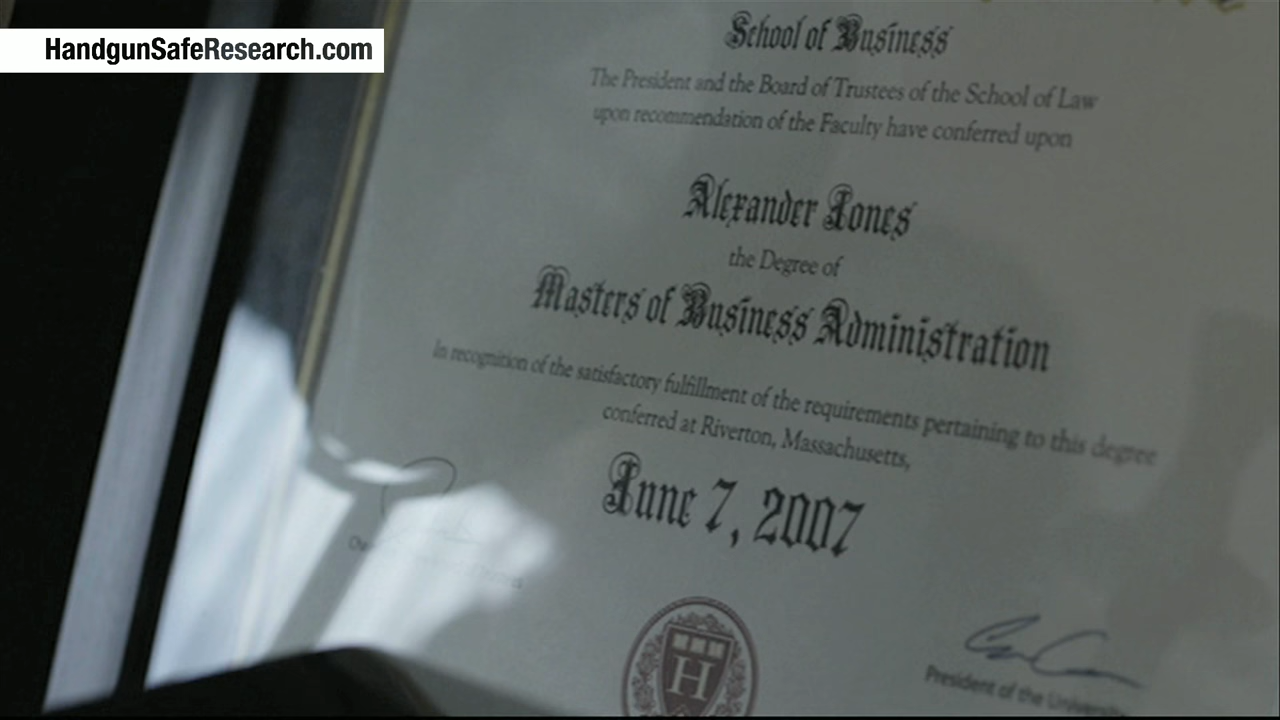 HandgunSafeResearch.com
School of Business
The President and the Board of Trustees of the School of Law
upon recommendation of the Faculty have conferred upon
Alexander Jones
the Degree of
Masters of Business Administration
In recognition of the satisfactory fulfillment of the requirements pertaining to this degree
conferred at Riverton, Massachusetts,
June 7, 2007
H
President of the University